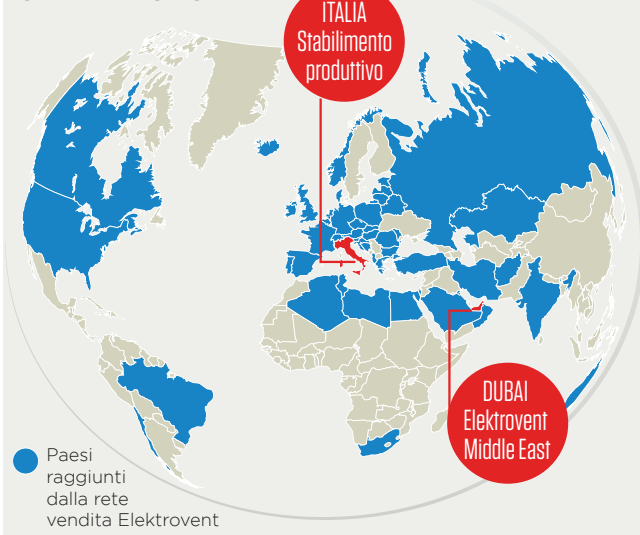 ITALIA
Stabilimento
produttivo
DUBAI
Elektrovent
Middle East
Paesi
raggiunti
dalla rete
vendita Elektrovent